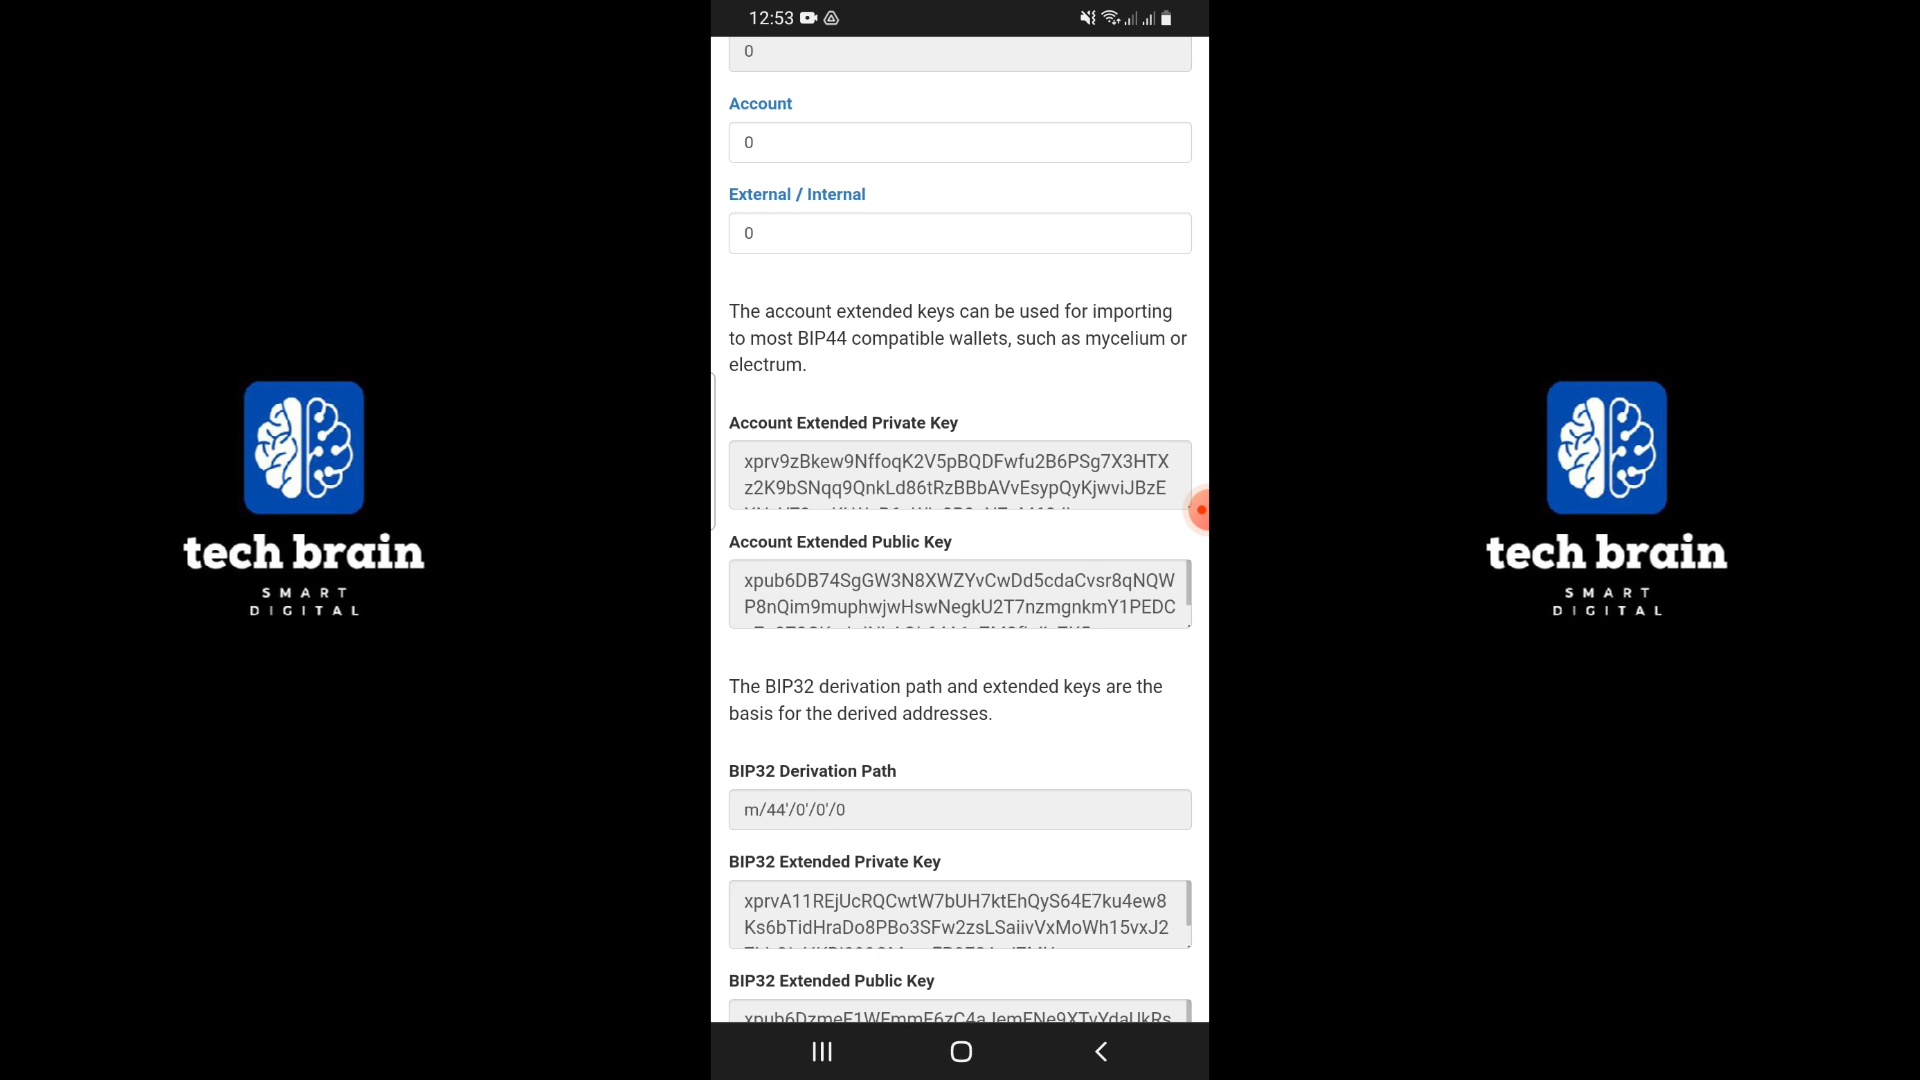 12:53
0
Account
0
External / Internal
0
The account extended keys can be used for importing
to most BIP44 compatible wallets, such as mycelium or
electrum.
Account Extended Private Key
xprv9zBkew9NffoqK2V5pBQDFwfu2B6PSg7X3HTX
z2K9bSNqq9QnkLd86tRzBBbAVvEsypQyKjwviJBzE
Account Extended Public Key
xpub6DB74SgGW3N8XWZYvCwDd5cdaCvsr8qNQW
P8nQim9muphwjwHswNegkU2T7nzmgnkmY1PEDC
The BIP32 derivation path and extended keys are the
basis for the derived addresses.
BIP32 Derivation Path
m/44'/0'/0'/0
BIP32 Extended Private Key
xprvA11REjUcRQCwtW7bUH7ktEhQyS64E7ku4ew8
Ks6bTidHraDo8PBo3SFw2zsLSaiivVxMoWh15vxJ2
BIP32 Extended Public Key
tech brain
SMART
DIGITAL
tech brain
SMART
DIGITAL